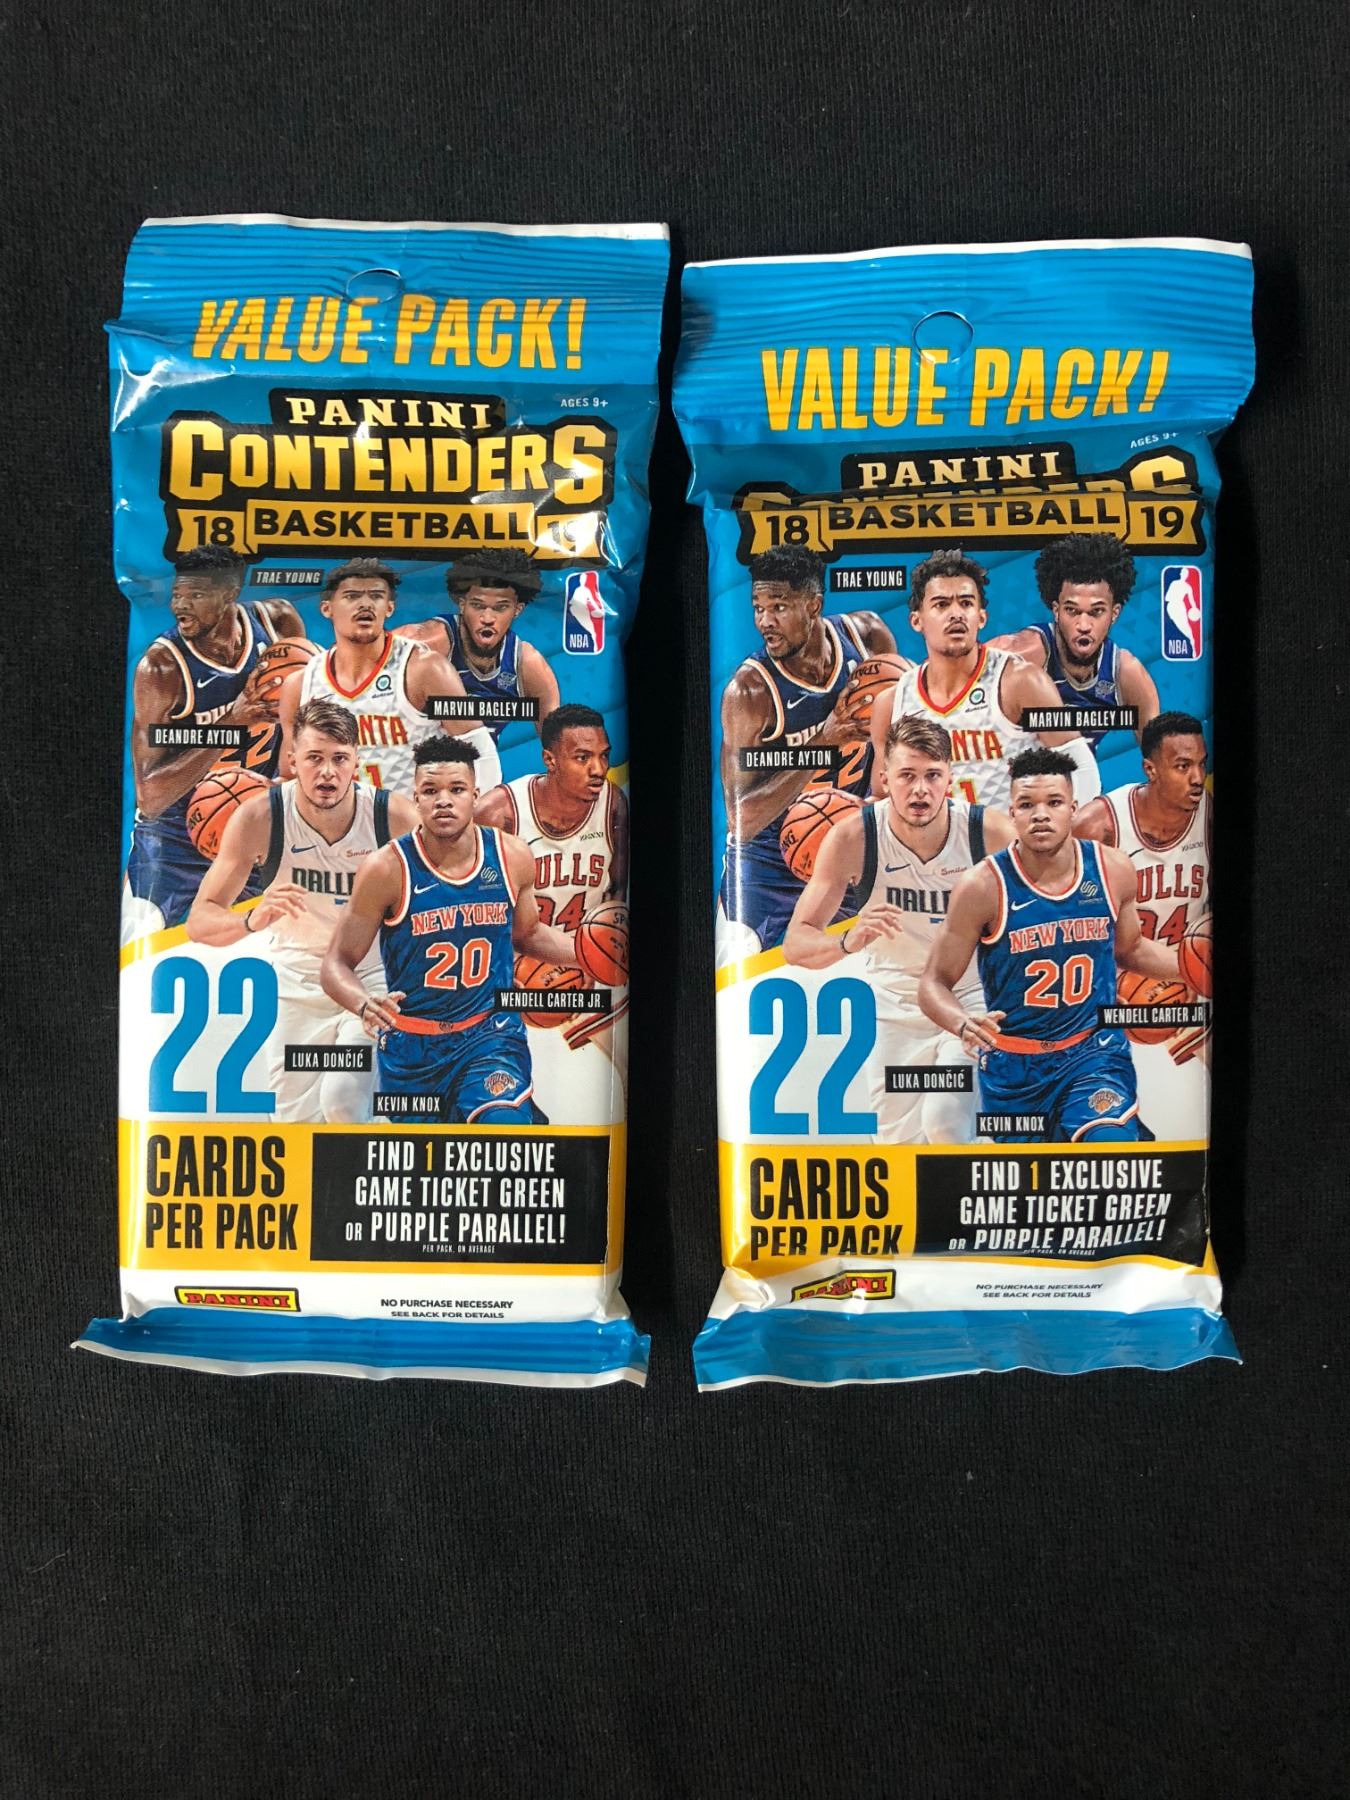 VALUE PACK!
AGES 9+
PANINI
CONTENDERS
18 BASKETBALL 19
TRAE YOUNG
NBA
MARVIN BAGLEY III
DEANDRE AYTON
NEW YORK
20
WENDELL CARTER JR.
LUKA DONČIĆ
KEVIN KNOX
22
CARDS
PER PACK
FIND 1 EXCLUSIVE
GAME TICKET GREEN
OR PURPLE PARALLEL!
PER PACK, ON AVERAGE
PANINI
NO PURCHASE NECESSARY
SEE BACK FOR DETAILS
VALUE PACK!
AGES 9+
PANINI
18 BASKETBALL 19
TRAE YOUNG
NBA
MARVIN BAGLEY III
DEANDRE AYTON
NEW YORK
20
WENDELL CARTER JR
LUKA DONČIĆ
KEVIN KNOX
22
CARDS
PER PACK
FIND 1 EXCLUSIVE
GAME TICKET GREEN
OR PURPLE PARALLEL!
PER PACK, ON AVERAGE
PANINI
NO PURCHASE NECESSARY
SEE BACK FOR DETAILS